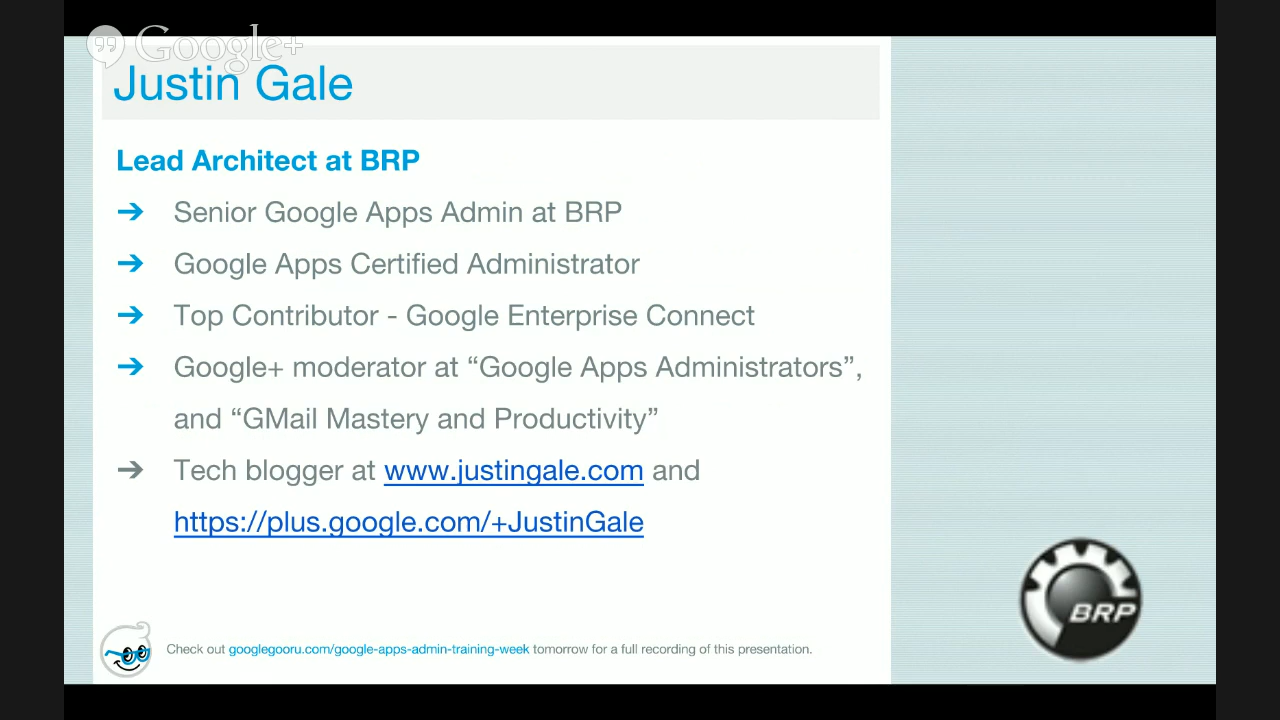 Google+
Justin Gale
Lead Architect at BRP
➔ Senior Google Apps Admin at BRP
➔ Google Apps Certified Administrator
➔ Top Contributor - Google Enterprise Connect
➔ Google+ moderator at “Google Apps Administrators”,
and “GMail Mastery and Productivity”
➔ Tech blogger at www.justingale.com and
https://plus.google.com/+JustinGale
BRP
Check out googlegooru.com/google-apps-admin-training-week tomorrow for a full recording of this presentation.